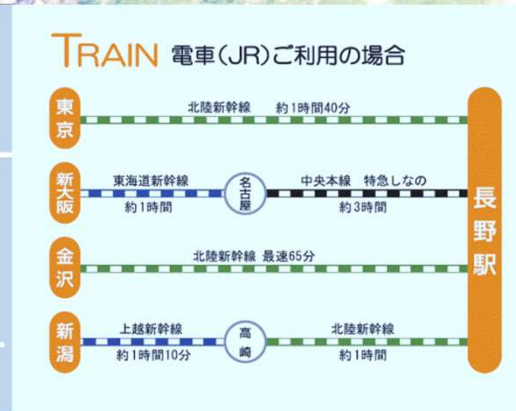 TRAIN 電車(JR)ご利用の場合
東京
北陸新幹線 約1時間40分
新大阪
東海道新幹線
約1時間
名古屋
中央本線 特急しなの
約3時間
金沢
北陸新幹線 最速65分
新潟
上越新幹線
約1時間10分
高崎
北陸新幹線
約1時間
長野駅